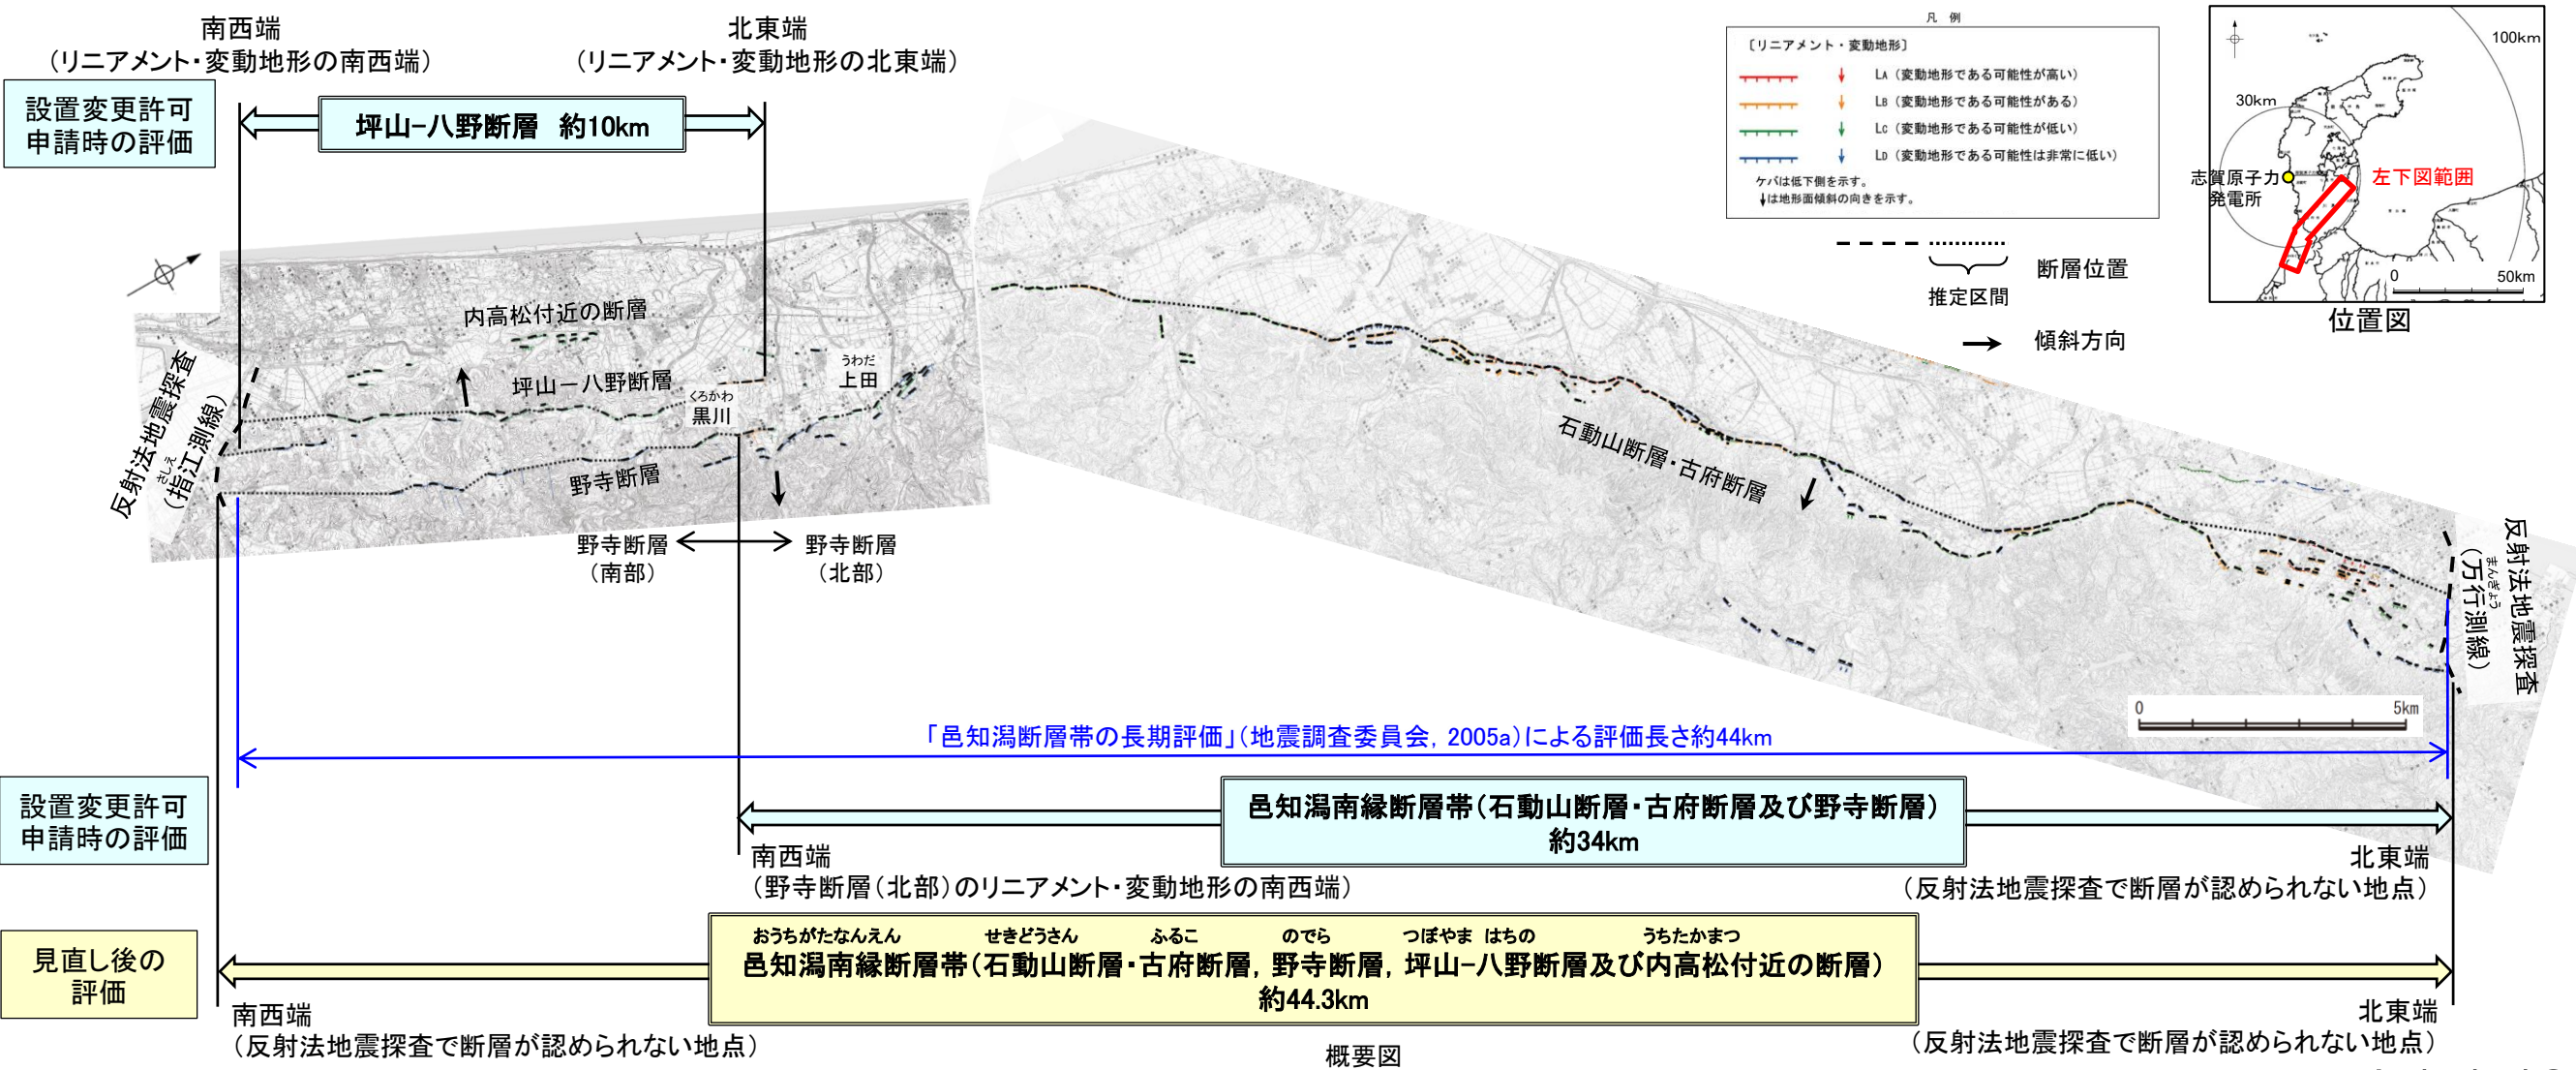 南西端
（リニアメント・変動地形の南西端）
北東端
（リニアメント・変動地形の北東端）
設置変更許可
申請時の評価
坪山-八野断層　約10km
凡　例
〔リニアメント・変動地形〕
LA（変動地形である可能性が高い）
LB（変動地形である可能性がある）
LC（変動地形である可能性が低い）
LD（変動地形である可能性は非常に低い）
ケバは低下側を示す。
↓は地形面傾斜の向きを示す。
断層位置
推定区間
傾斜方向
100km
30km
志賀原子力
発電所
左下図範囲
0　50km
位置図
内高松付近の断層
坪山－八野断層
うわだ
上田
くろかわ
黒川
野寺断層
反射法地震探査
さしえ
（指江測線）
野寺断層
（南部）
野寺断層
（北部）
石動山断層・古府断層
反射法地震探査
まんぎょう
（万行測線）
0　5km
「邑知潟断層帯の長期評価」（地震調査委員会，2005a）による評価長さ約44km
設置変更許可
申請時の評価
邑知潟南縁断層帯（石動山断層・古府断層及び野寺断層）
約34km
南西端
（野寺断層（北部）のリニアメント・変動地形の南西端）
北東端
（反射法地震探査で断層が認められない地点）
見直し後の
評価
おうちがたなんえん　せきどうさん　ふるこ　のでら　つぼやま　はちの　うちたかまつ
邑知潟南縁断層帯（石動山断層・古府断層，野寺断層，坪山-八野断層及び内高松付近の断層）
約44.3km
南西端
（反射法地震探査で断層が認められない地点）
北東端
（反射法地震探査で断層が認められない地点）
概要図